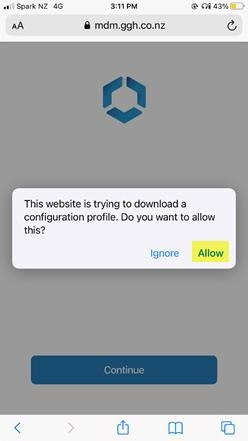 Spark NZ 4G 3:11 PM 43%
AA mdm.ggh.co.nz
This website is trying to download a
configuration profile. Do you want to allow
this?
Ignore Allow
Continue